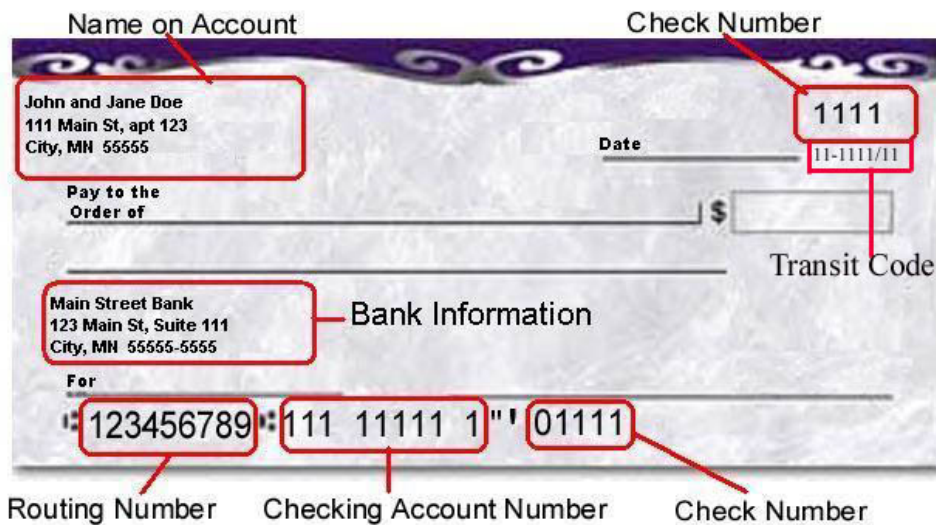 Name on Account
Check Number
John and Jane Doe
111 Main St, apt 123
City, MN 55555
1111
Date
11-1111/11
Pay to the
Order of
$
Transit Code
Main Street Bank
123 Main St, Suite 111
City, MN 55555-5555
Bank Information
For
⑆123456789⑆111 11111 1"' 01111
Routing Number
Checking Account Number
Check Number